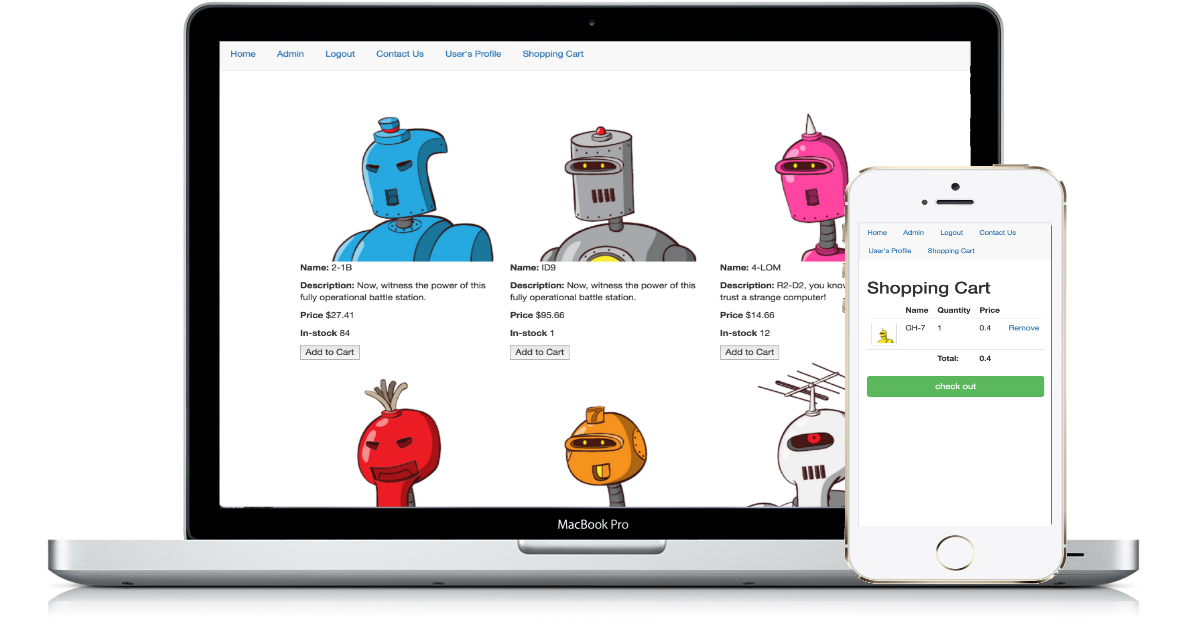 Home Admin Logout Contact Us User's Profile Shopping Cart
Name: 2-1B
Description: Now, witness the power of this
fully operational battle station.
Price $27.41
In-stock 84
Add to Cart
Name: ID9
Description: Now, witness the power of this
fully operational battle station.
Price $95.66
In-stock 1
Add to Cart
Name: 4-LOM
Description: R2-D2, you
trust a strange computer!
Price $14.66
In-stock 12
Add to Cart
7
MacBook Pro
Home Admin Logout Contact Us
User's Profile Shopping Cart
Shopping Cart
Name Quantity Price
GH-7 1 0.4 Remove
Total: 0.4
check out